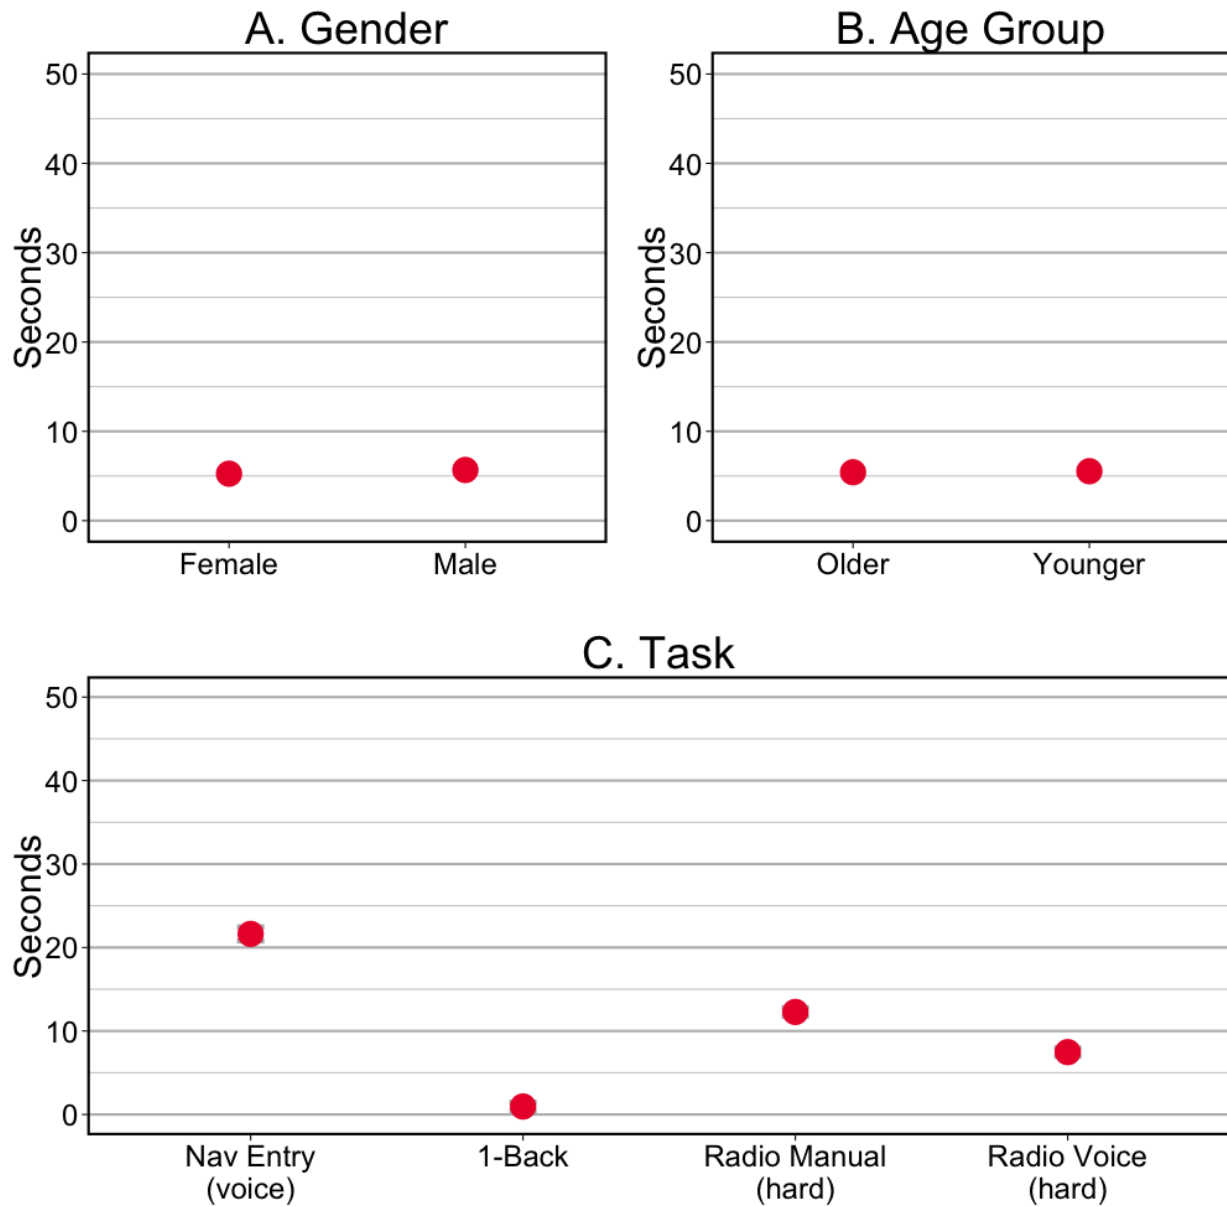 A. Gender
50
40
30
20
10
0
Seconds
Female Male
B. Age Group
50
40
30
20
10
0
Seconds
Older Younger
C. Task
50
40
30
20
10
0
Seconds
Nav Entry 1-Back Radio Manual Radio Voice
(voice) (hard) (hard)